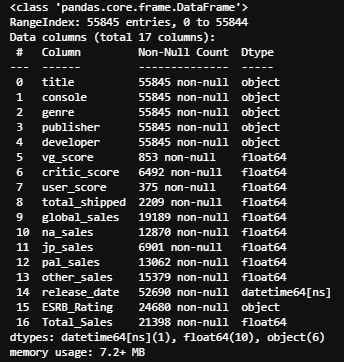 <class 'pandas.core.frame.DataFrame'>
RangeIndex: 55845 entries, 0 to 55844
Data columns (total 17 columns):
 #   Column        Non-Null Count  Dtype
---  ------        --------------  -----
 0   title         55845 non-null  object
 1   console       55845 non-null  object
 2   genre         55845 non-null  object
 3   publisher     55845 non-null  object
 4   developer     55845 non-null  object
 5   vg_score      853 non-null    float64
 6   critic_score  6492 non-null   float64
 7   user_score    375 non-null    float64
 8   total_shipped 2209 non-null   float64
 9   global_sales  19189 non-null  float64
 10  na_sales      12870 non-null  float64
 11  jp_sales      6901 non-null   float64
 12  pal_sales     13062 non-null  float64
 13  other_sales   15379 non-null  float64
 14  release_date  52690 non-null  datetime64[ns]
 15  ESRB_Rating   24680 non-null  object
 16  Total_Sales   21398 non-null  float64
dtypes: datetime64[ns](1), float64(10), object(6)
memory usage: 7.2+ MB